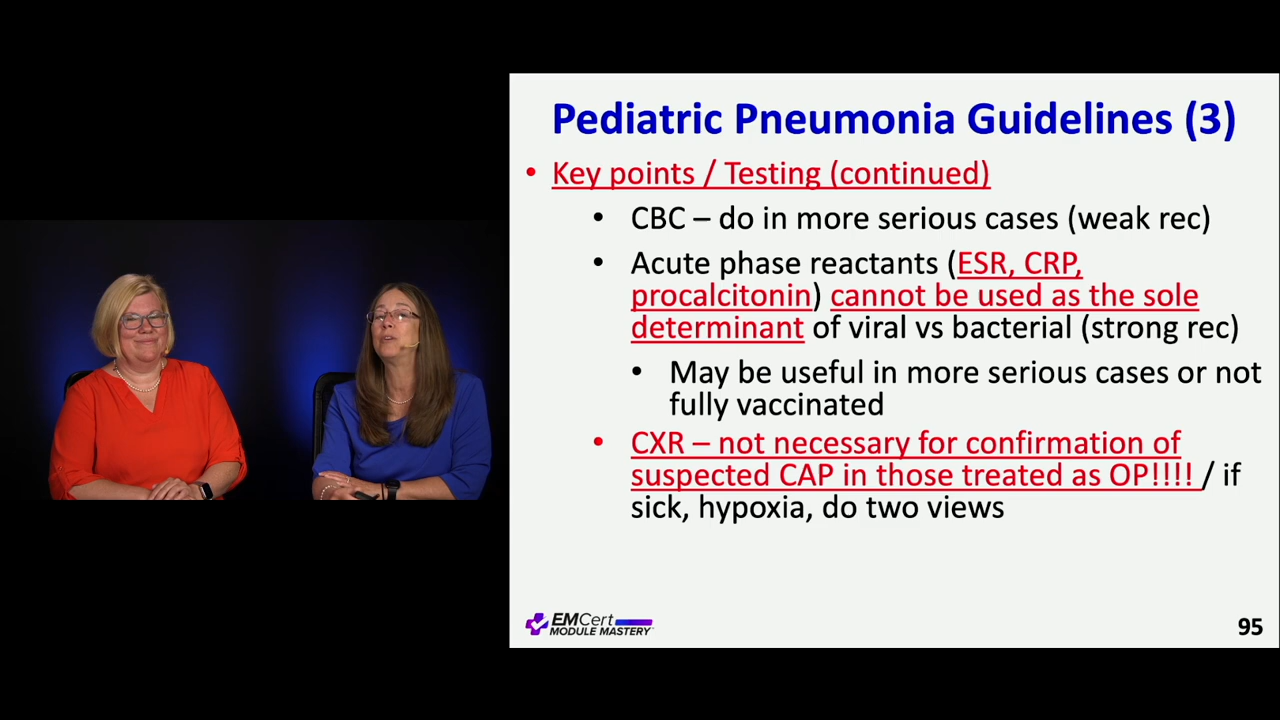 Pediatric Pneumonia Guidelines (3)
• Key points / Testing (continued)
• CBC – do in more serious cases (weak rec)
• Acute phase reactants (ESR, CRP,
procalcitonin) cannot be used as the sole
determinant of viral vs bacterial (strong rec)
• May be useful in more serious cases or not
fully vaccinated
• CXR – not necessary for confirmation of
suspected CAP in those treated as OP!!!! / if
sick, hypoxia, do two views
EMCert
MODULE MASTERY
95